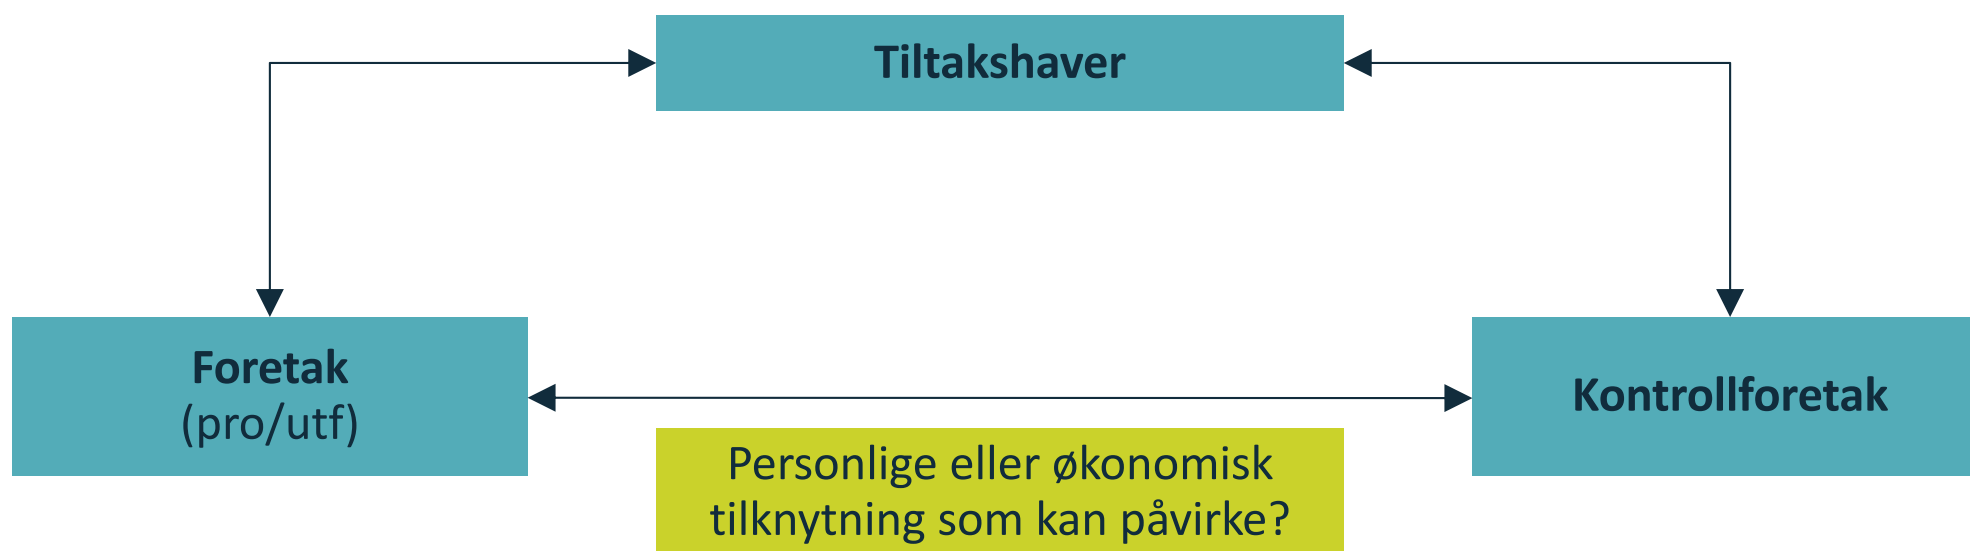 Tiltakshaver
Foretak
(pro/utf)
Kontrollforetak
Personlige eller økonomisk
tilknytning som kan påvirke?